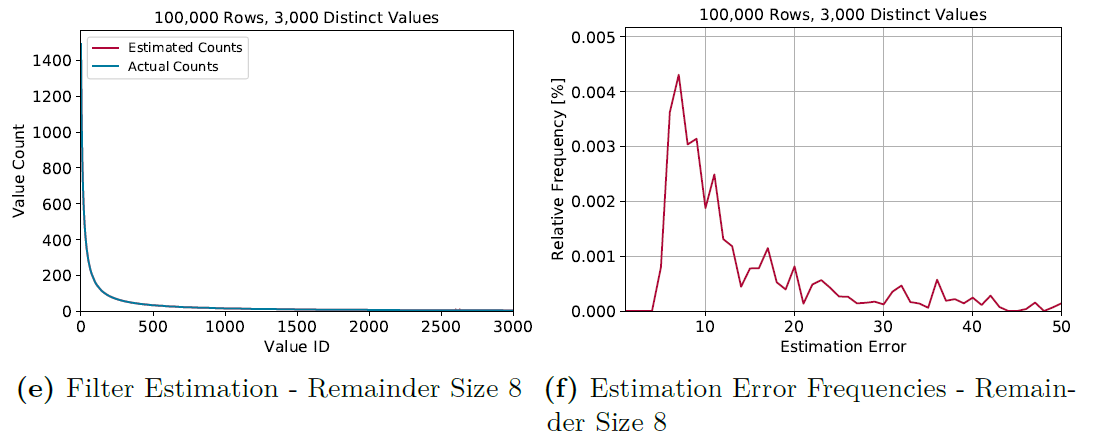 100,000 Rows, 3,000 Distinct Values
Estimated Counts
Actual Counts
Value Count
1400
1200
1000
800
600
400
200
0
0 500 1000 1500 2000 2500 3000
Value ID
(e) Filter Estimation - Remainder Size 8
100,000 Rows, 3,000 Distinct Values
Relative Frequency [%]
0.005
0.004
0.003
0.002
0.001
0.000
10 20 30 40 50
Estimation Error
(f) Estimation Error Frequencies - Remain-
der Size 8